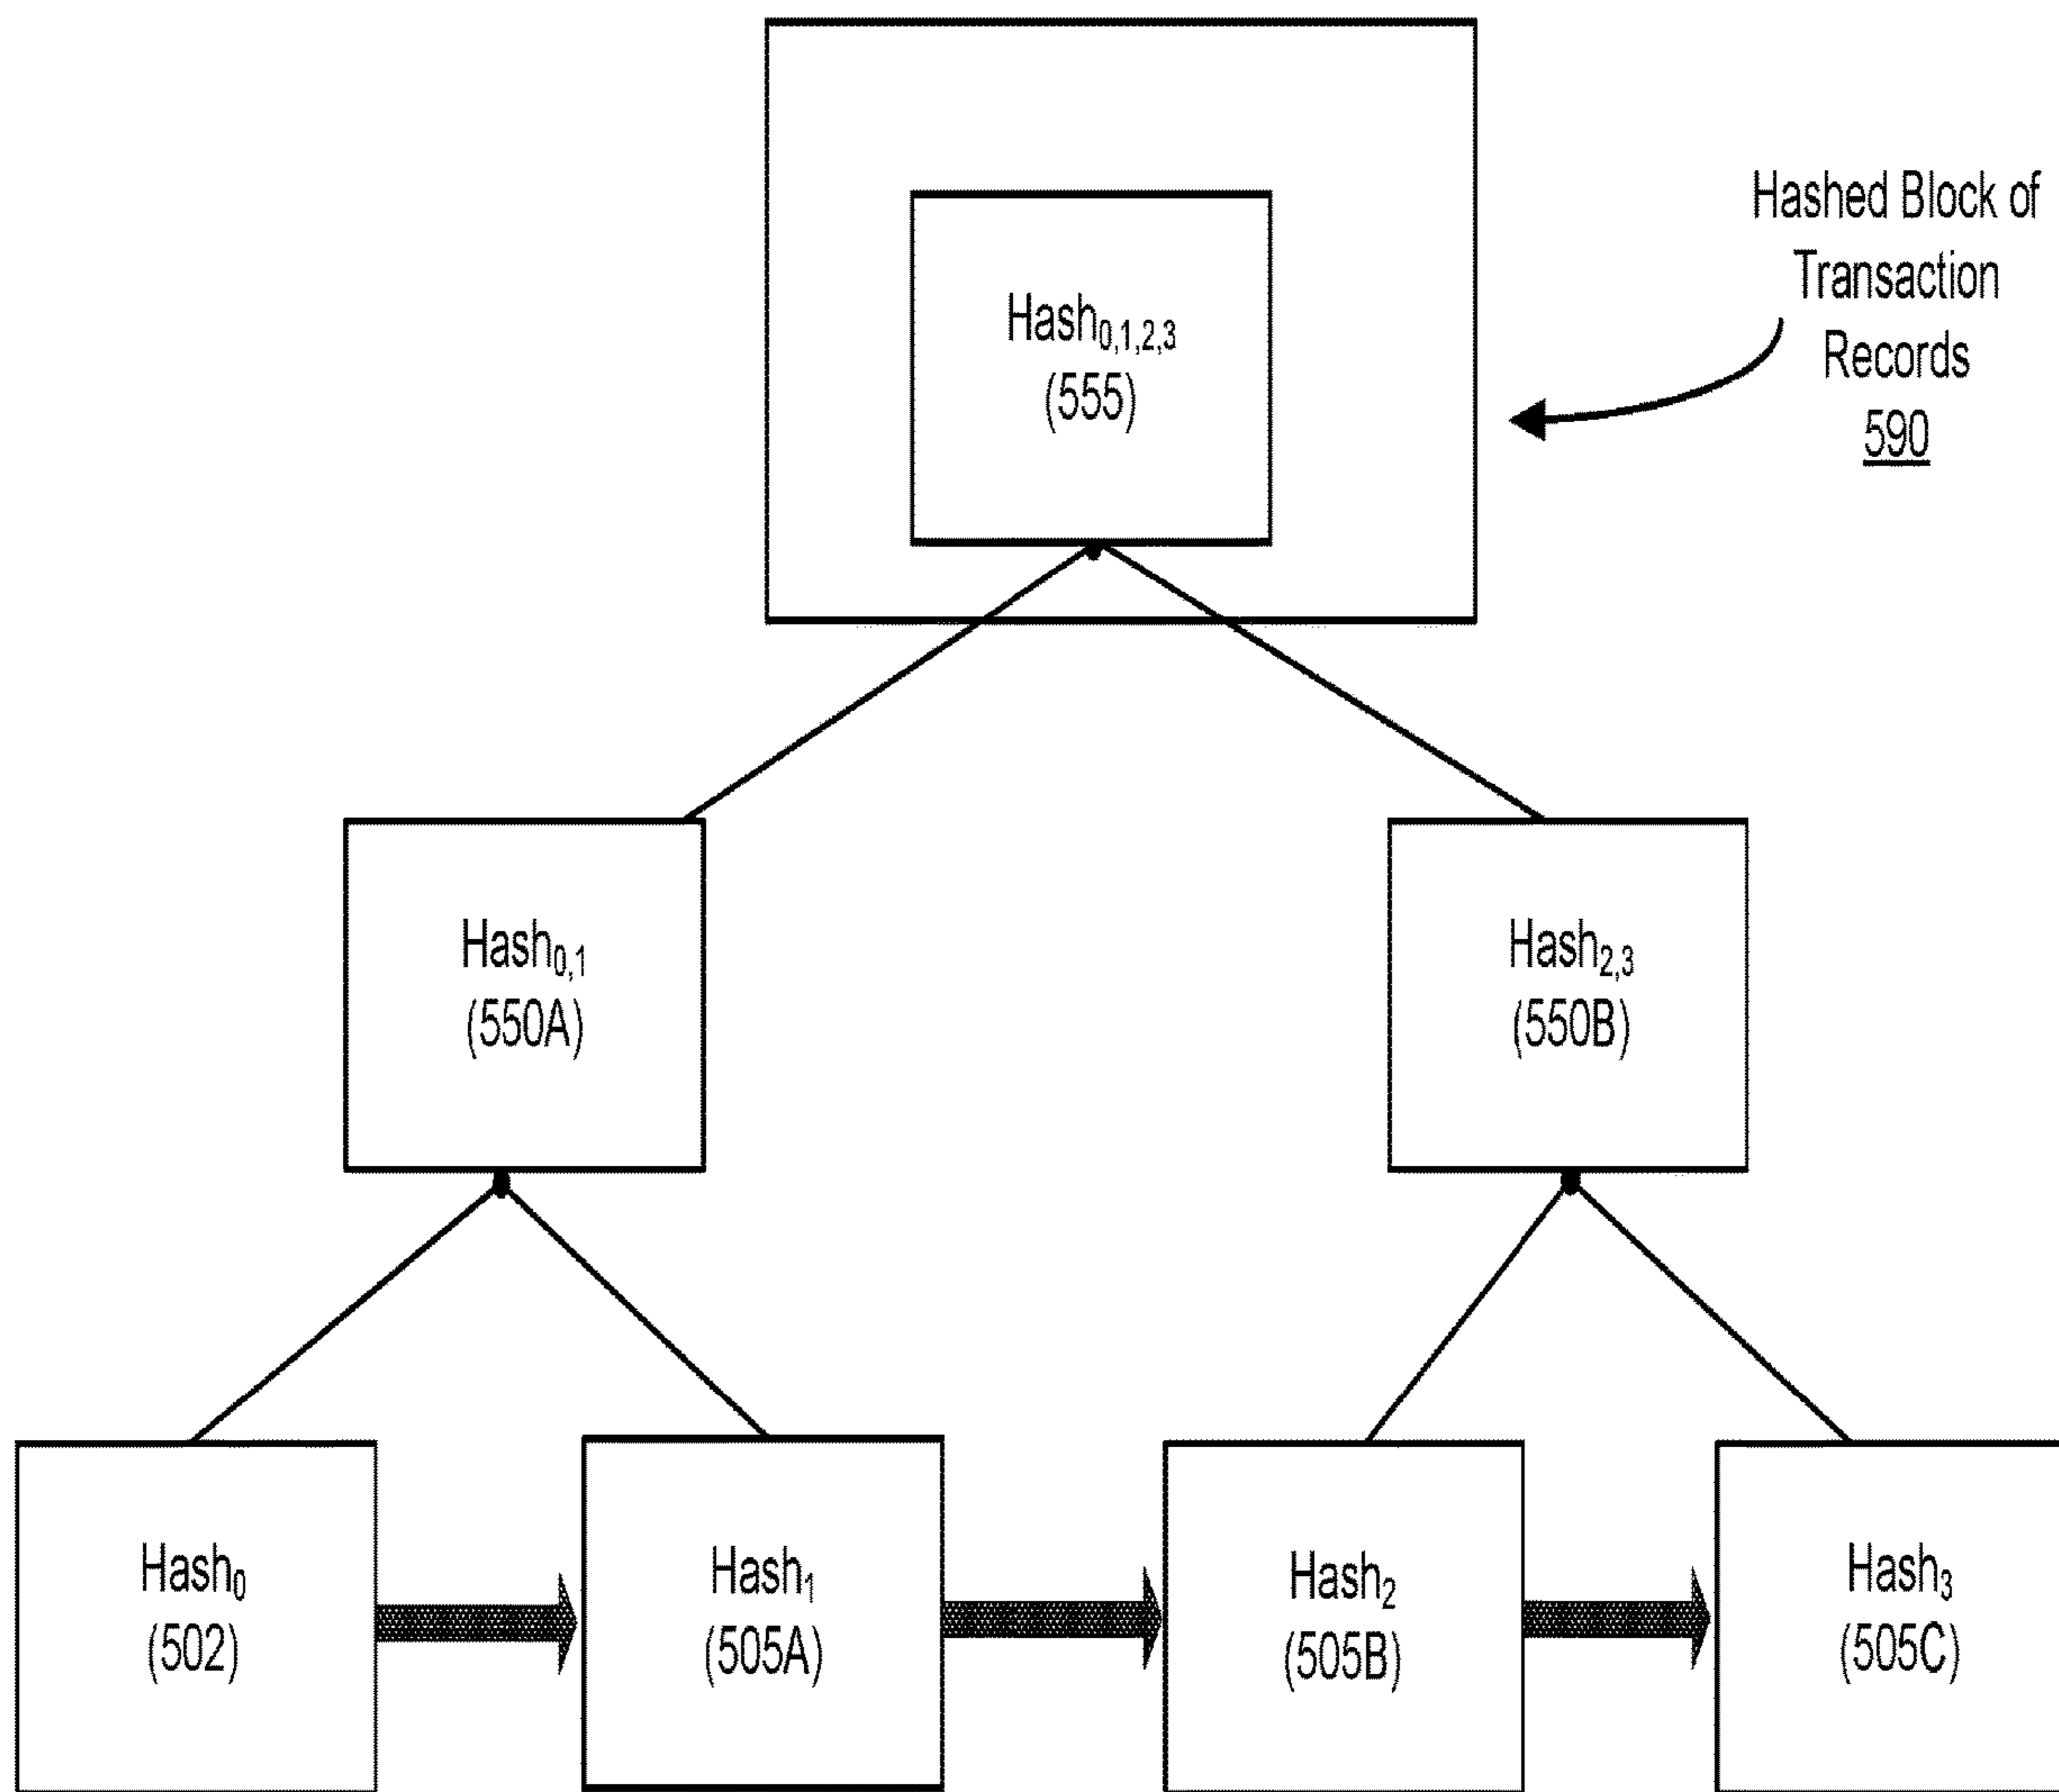 Hashed Block of
Transaction
Records
590
Hash0,1,2,3
(555)
Hash0,1
(550A)
Hash2,3
(550B)
Hash0
(502)
Hash1
(505A)
Hash2
(505B)
Hash3
(505C)